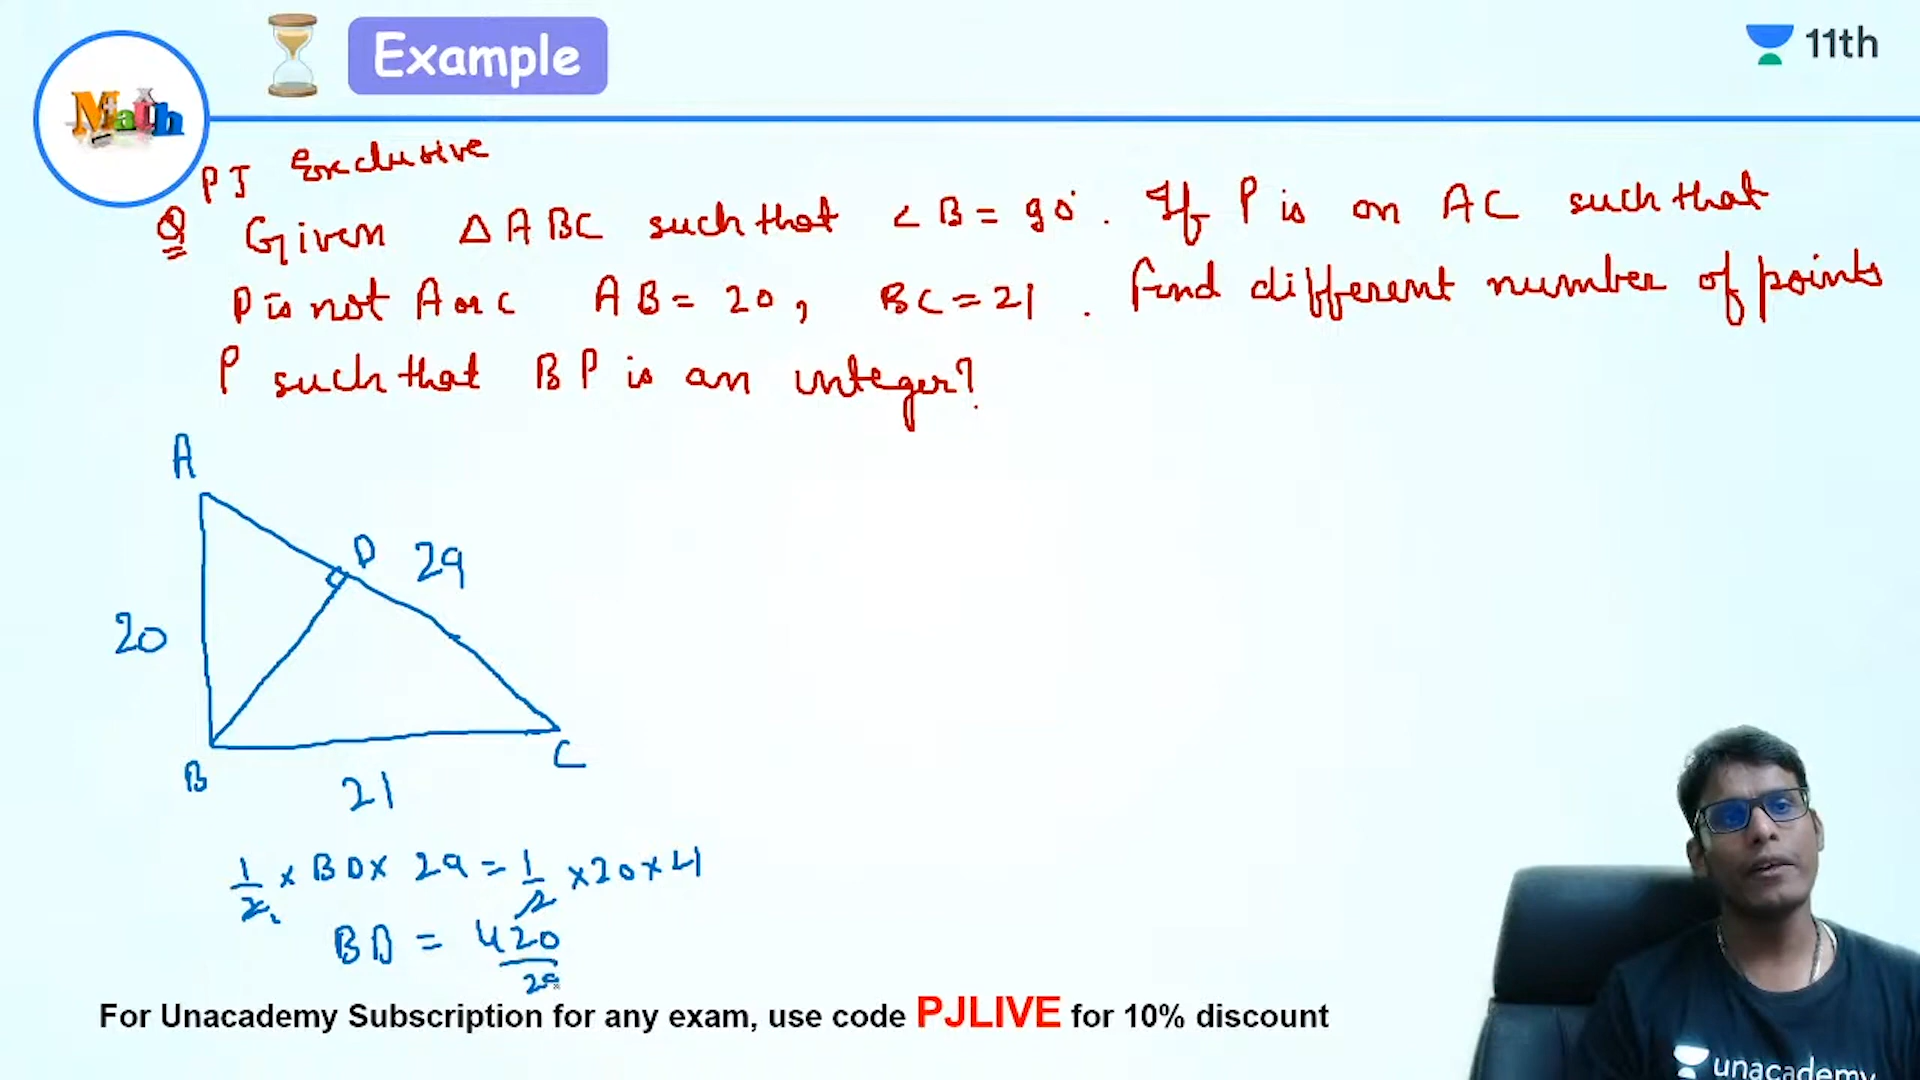 Math
Example
11th
PJ Exclusive
Q Given △ABC such that ∠B = 90°. If P is on AC such that
P is not A or C AB = 20, BC = 21. Find different number of points
P such that BP is an integer?
A
D
29
20
B
21
C
1/2 × BD × 29 = 1/2 × 20 × 21
BD = 420/29
For Unacademy Subscription for any exam, use code PJLIVE for 10% discount
unacademy